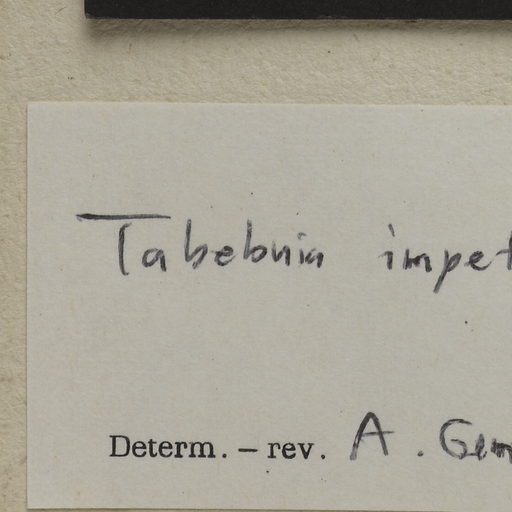 Tabebuia impet
Determ. – rev. A. Gen